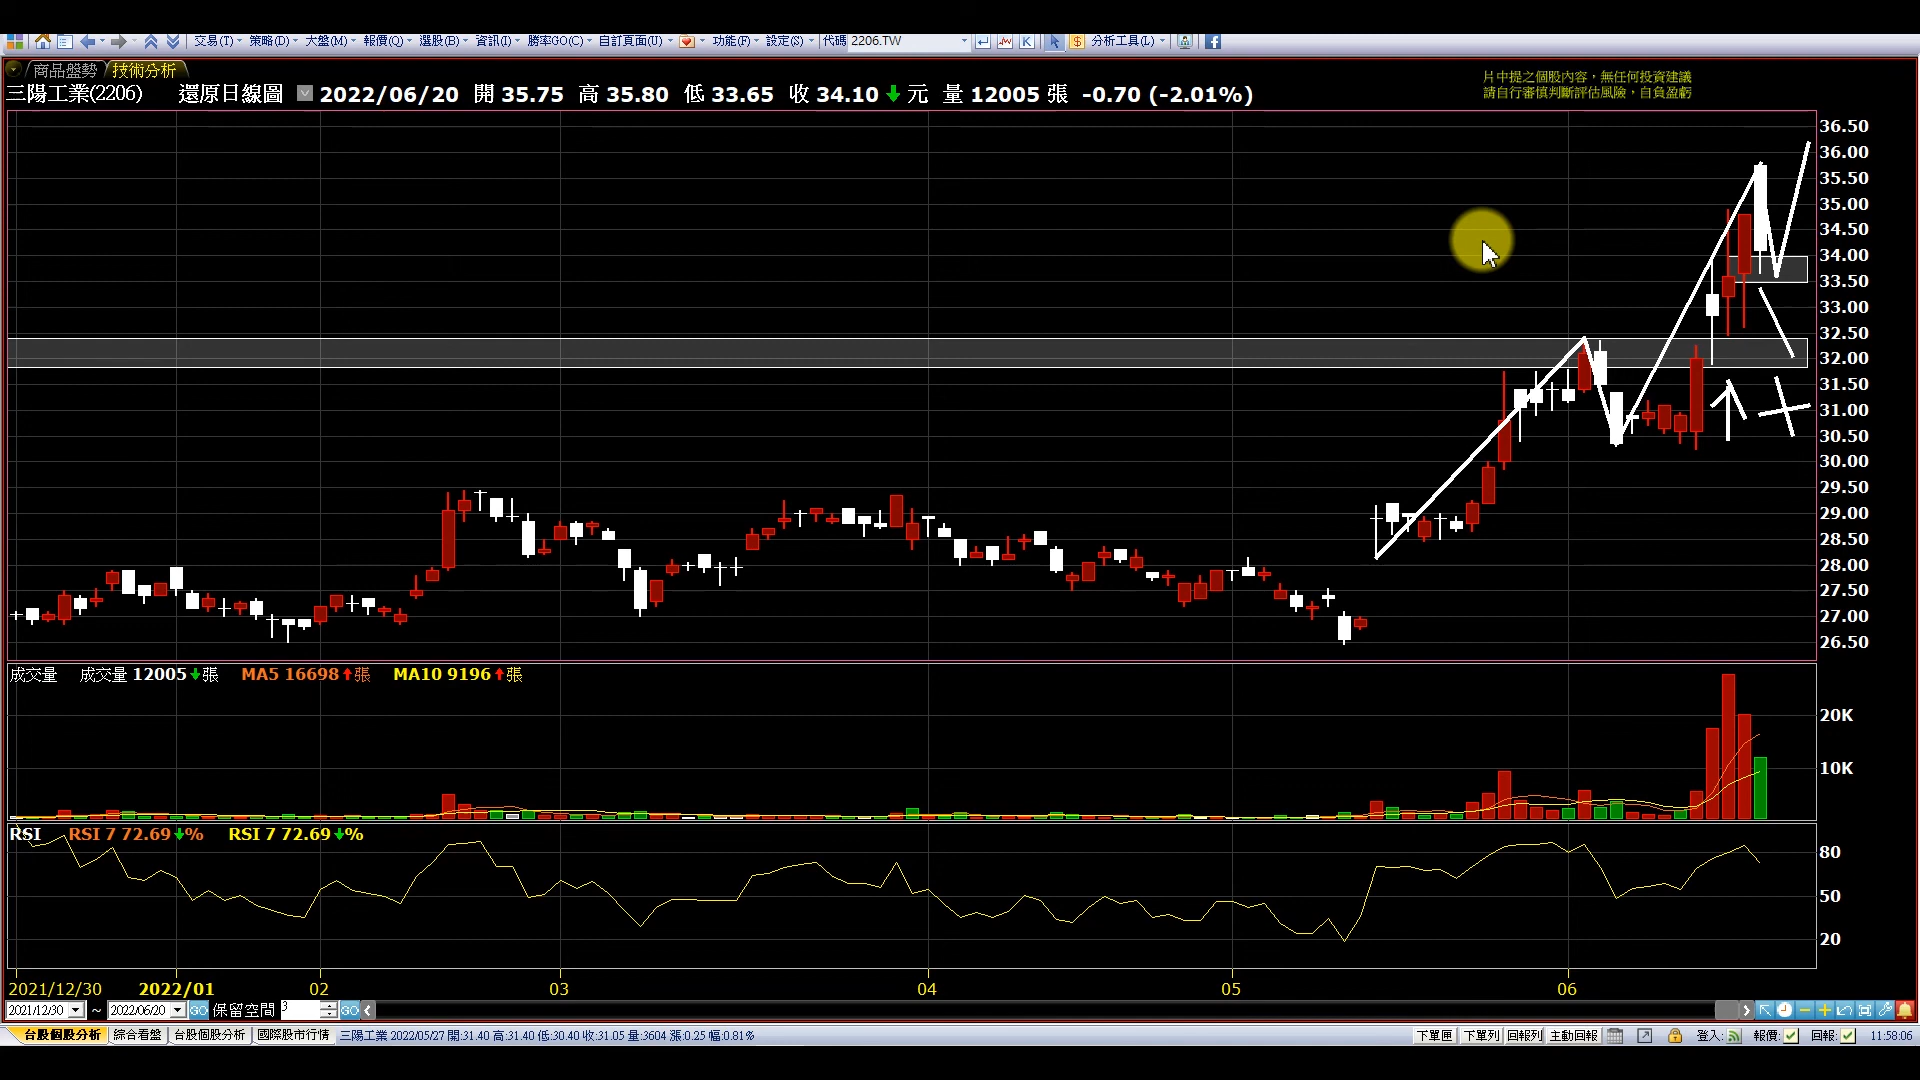 交易(T) 策略(D) 大盤(M) 報價(Q) 選股(B) 資訊(I) 勝率GO(C) 自訂頁面(U) 功能(F) 設定(S) 代碼 2206.TW K $ 分析工具(L) f
商品盤勢 技術分析
片中提之個股內容，無任何投資建議
請自行審慎判斷評估風險，自負盈虧
三陽工業(2206) 還原日線圖 2022/06/20 開 35.75 高 35.80 低 33.65 收 34.10 元 量 12005 張 -0.70 (-2.01%)
36.50
36.00
35.50
35.00
34.50
34.00
33.50
33.00
32.50
32.00
31.50
31.00
30.50
30.00
29.50
29.00
28.50
28.00
27.50
27.00
26.50
成交量 成交量 12005 張 MA5 16698 張 MA10 9196 張
20K
10K
RSI RSI 7 72.69 % RSI 7 72.69 %
80
50
20
2021/12/30 2022/01 02 03 04 05 06
2021/12/30 ~ 2022/06/20 GO 保留空間 3 GO
台股個股分析 綜合看盤 台股個股分析 國際股市行情 三陽工業 2022/05/27 開:31.40 高:31.40 低:30.40 收:31.05 量:3604 漲:0.25 幅:0.81% 下單匣 下單列 回報列 主動回報 登入: 報價: 回報: 11:58:06